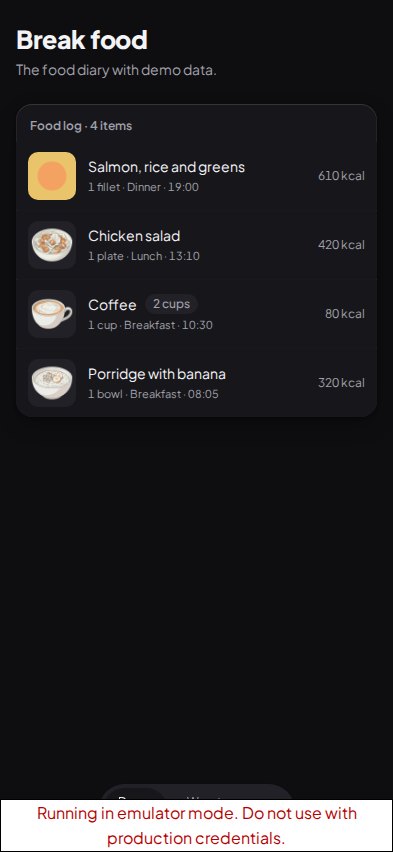 Break food
The food diary with demo data.
Food log · 4 items
Salmon, rice and greens
1 fillet · Dinner · 19:00
610 kcal
Chicken salad
1 plate · Lunch · 13:10
420 kcal
Coffee 2 cups
1 cup · Breakfast · 10:30
80 kcal
Porridge with banana
1 bowl · Breakfast · 08:05
320 kcal
Running in emulator mode. Do not use with
production credentials.